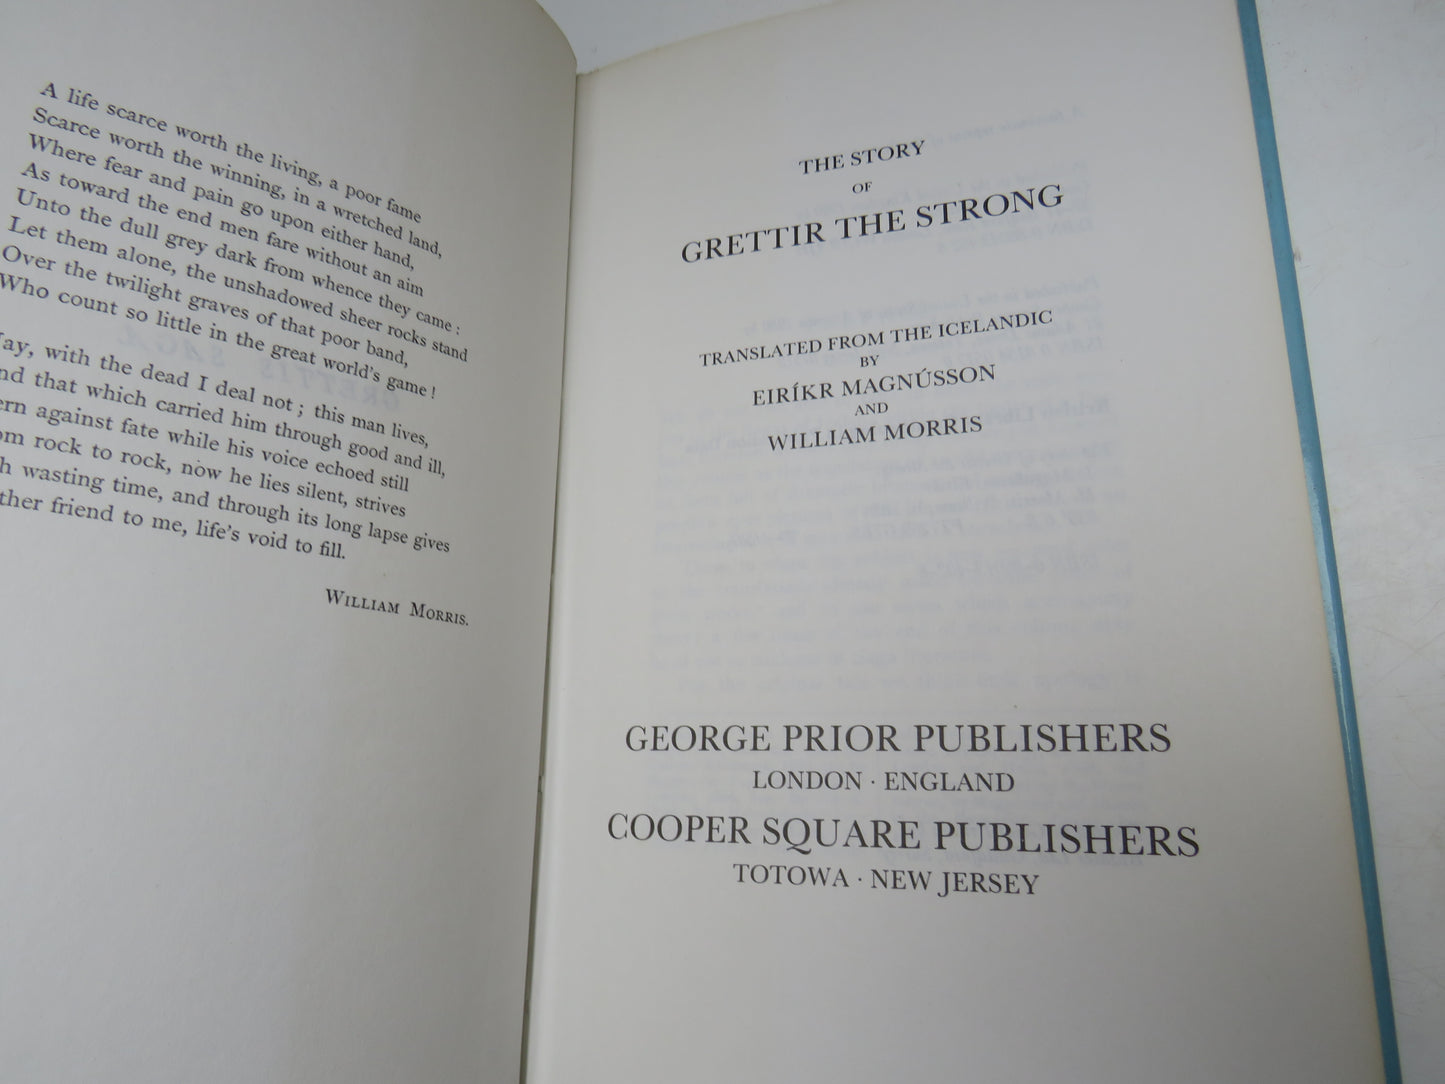 A life scarce worth the living, a poor fame
Scarce worth the winning, in a wretched land,
Where fear and pain go upon either hand,
As toward the end men fare without an aim
Unto the dull grey dark from whence they came:
Let them alone, the unshadowed sheer rocks stand
Over the twilight graves of that poor band,
Who count so little in the great world's game!
ay, with the dead I deal not; this man lives,
nd that which carried him through good and ill,
ern against fate while his voice echoed still
om rock to rock, now he lies silent, strives
h wasting time, and through its long lapse gives
ther friend to me, life's void to fill.
WILLIAM MORRIS.
THE STORY
OF
GRETTIR THE STRONG
TRANSLATED FROM THE ICELANDIC
BY
EIRÍKR MAGNÚSSON
AND
WILLIAM MORRIS
GEORGE PRIOR PUBLISHERS
LONDON · ENGLAND
COOPER SQUARE PUBLISHERS
TOTOWA · NEW JERSEY